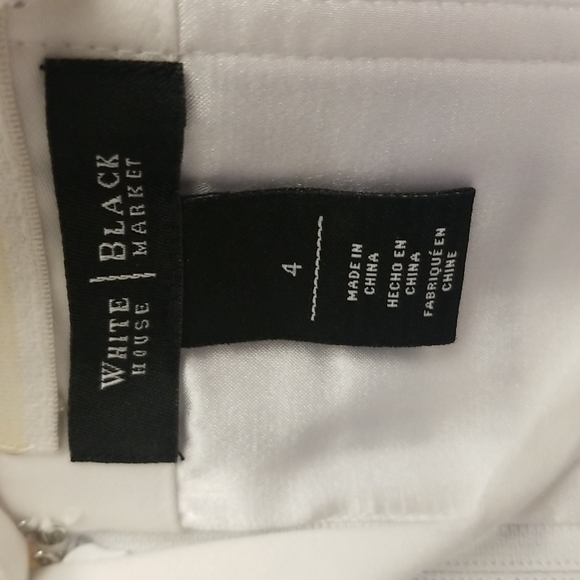 WHITE | BLACK
HOUSE | MARKET
4
MADE IN
CHINA
HECHO EN
CHINA
FABRIQUÉ EN
CHINE